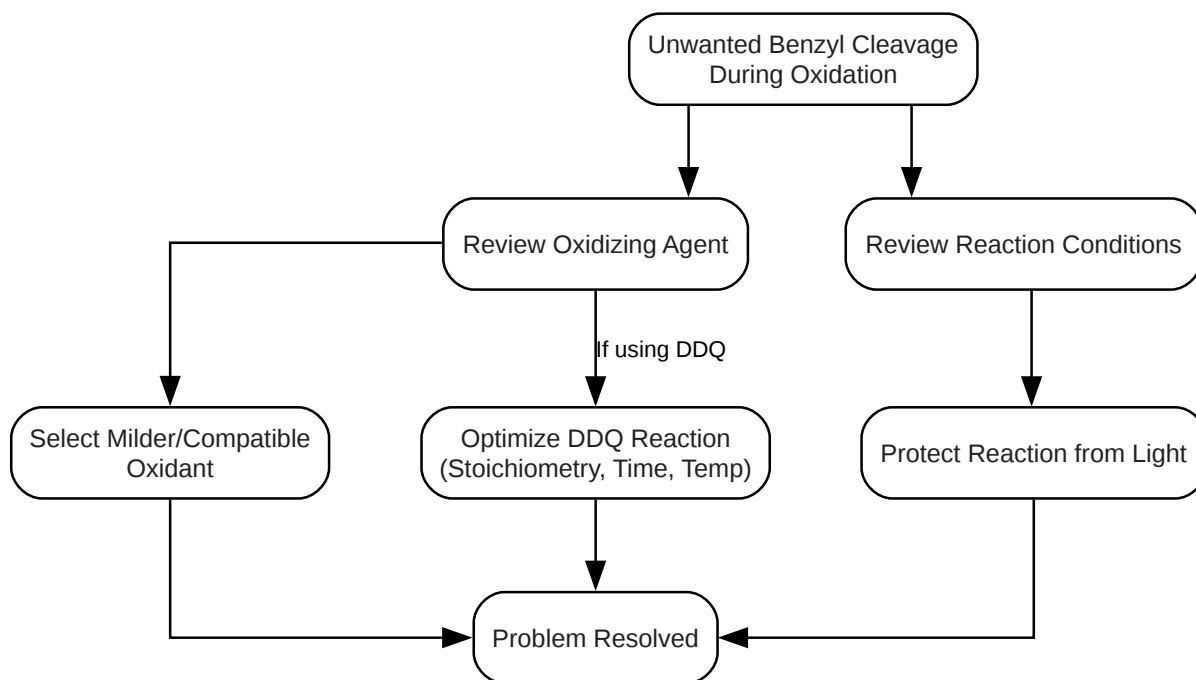 Unwanted Benzyl Cleavage
During Oxidation
Review Oxidizing Agent
Review Reaction Conditions
If using DDQ
Select Milder/Compatible
Oxidant
Optimize DDQ Reaction
(Stoichiometry, Time, Temp)
Protect Reaction from Light
Problem Resolved